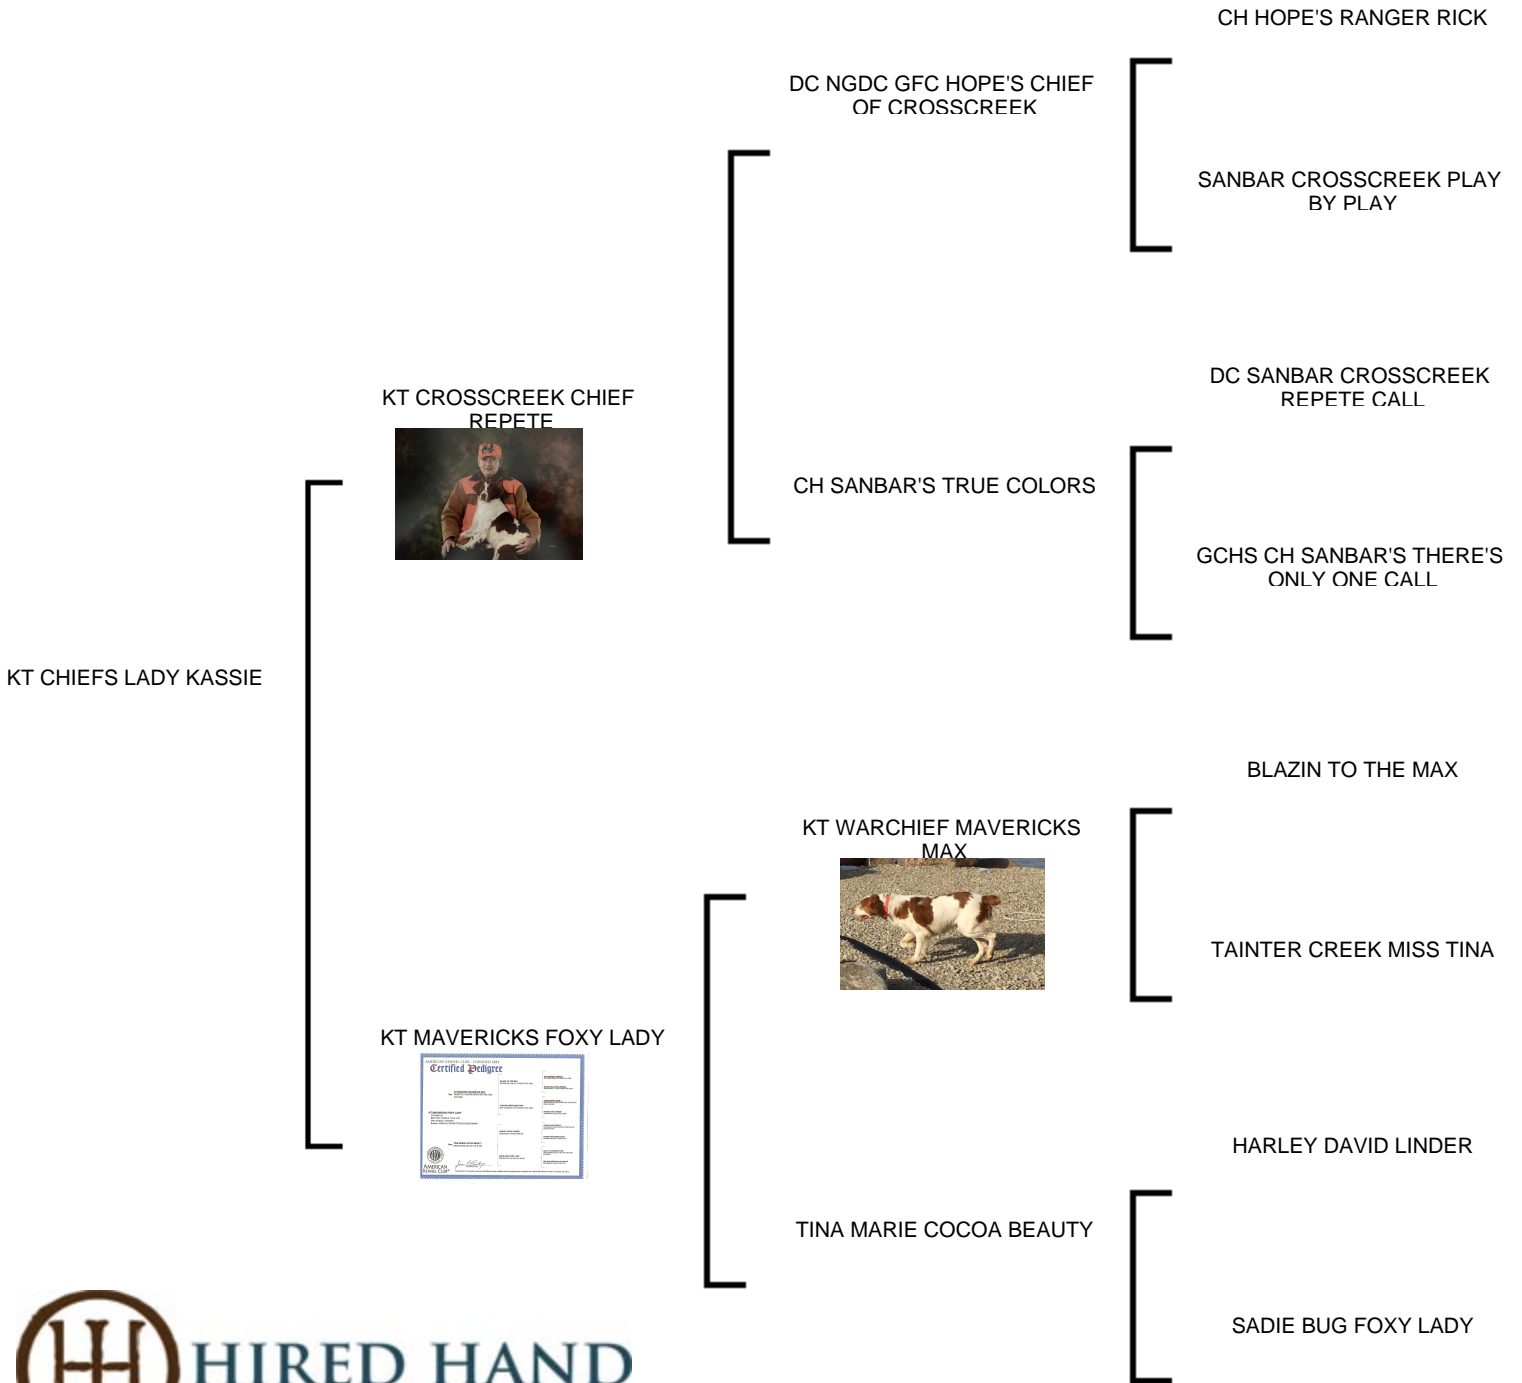 CH HOPE'S RANGER RICK
DC NGDC GFC HOPE'S CHIEF
OF CROSSCREEK
SANBAR CROSSCREEK PLAY
BY PLAY
DC SANBAR CROSSCREEK
REPETE CALL
KT CROSSCREEK CHIEF
REPETE
CH SANBAR'S TRUE COLORS
GCHS CH SANBAR'S THERE'S
ONLY ONE CALL
KT CHIEFS LADY KASSIE
BLAZIN TO THE MAX
KT WARCHIEF MAVERICKS
MAX
TAINTER CREEK MISS TINA
KT MAVERICKS FOXY LADY
Certified Pedigree
AMERICAN
KENNEL CLUB
HARLEY DAVID LINDER
TINA MARIE COCOA BEAUTY
SADIE BUG FOXY LADY
HIRED HAND